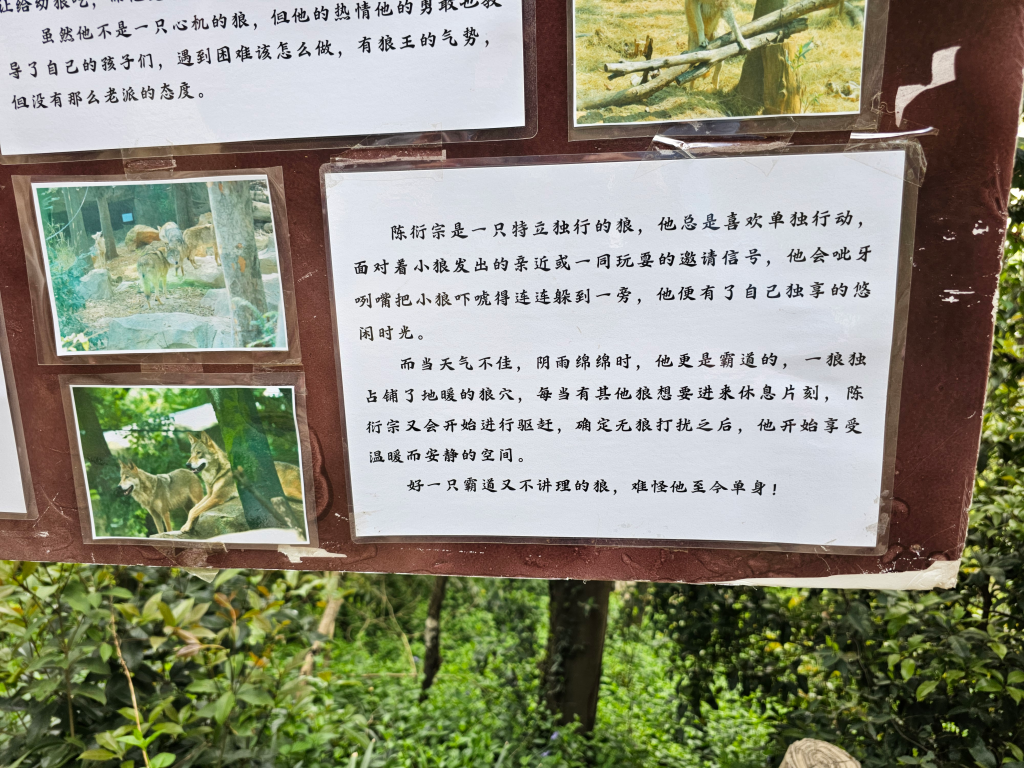 让给幼狼吃，
虽然他不是一只心机的狼，但他的热情他的勇敢也教
导了自己的孩子们，遇到困难该怎么做，有狼王的气势，
但没有那么老派的态度。
陈衍宗是一只特立独行的狼，他总是喜欢单独行动，
面对着小狼发出的亲近或一同玩耍的邀请信号，他会呲牙
咧嘴把小狼吓唬得连连躲到一旁，他便有了自己独享的悠
闲时光。
而当天气不佳，阴雨绵绵时，他更是霸道的，一狼独
占铺了地暖的狼穴，每当有其他狼想要进来休息片刻，陈
衍宗又会开始进行驱赶，确定无狼打扰之后，他开始享受
温暖而安静的空间。
好一只霸道又不讲理的狼，难怪他至今单身！